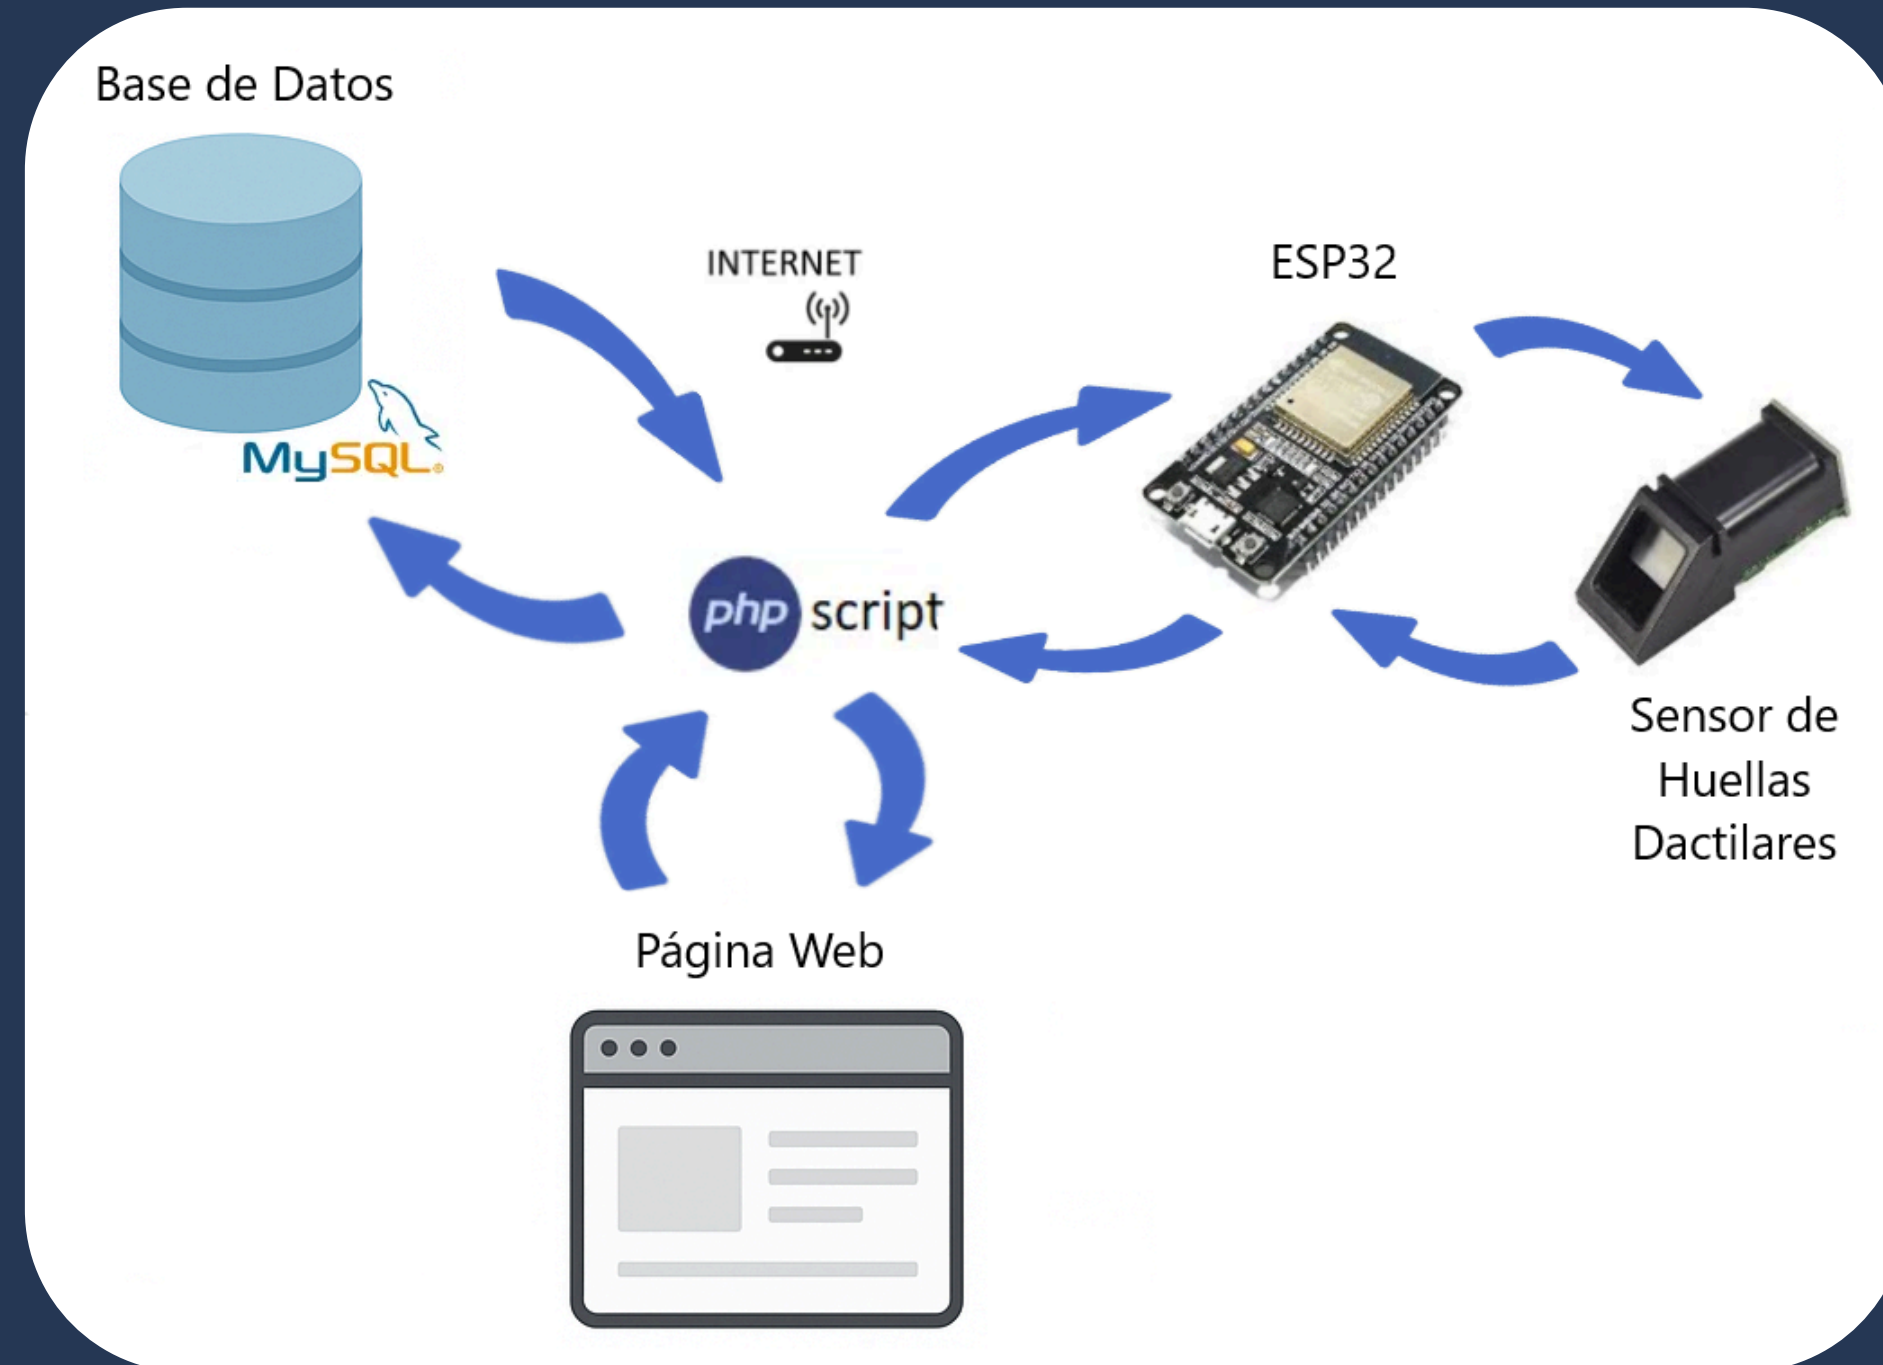 Base de Datos
MySQL
INTERNET
ESP32
php script
Sensor de
Huellas
Dactilares
Página Web